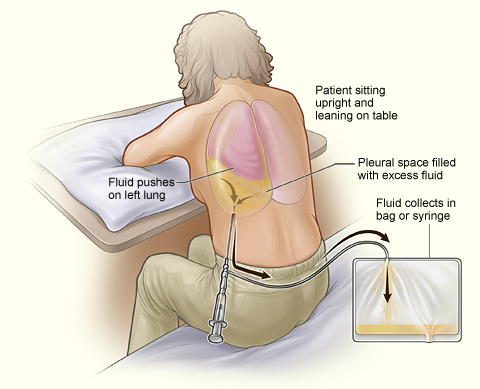 Patient sitting
upright and
leaning on table
Fluid pushes
on left lung
Pleural space filled
with excess fluid
Fluid collects in
bag or syringe